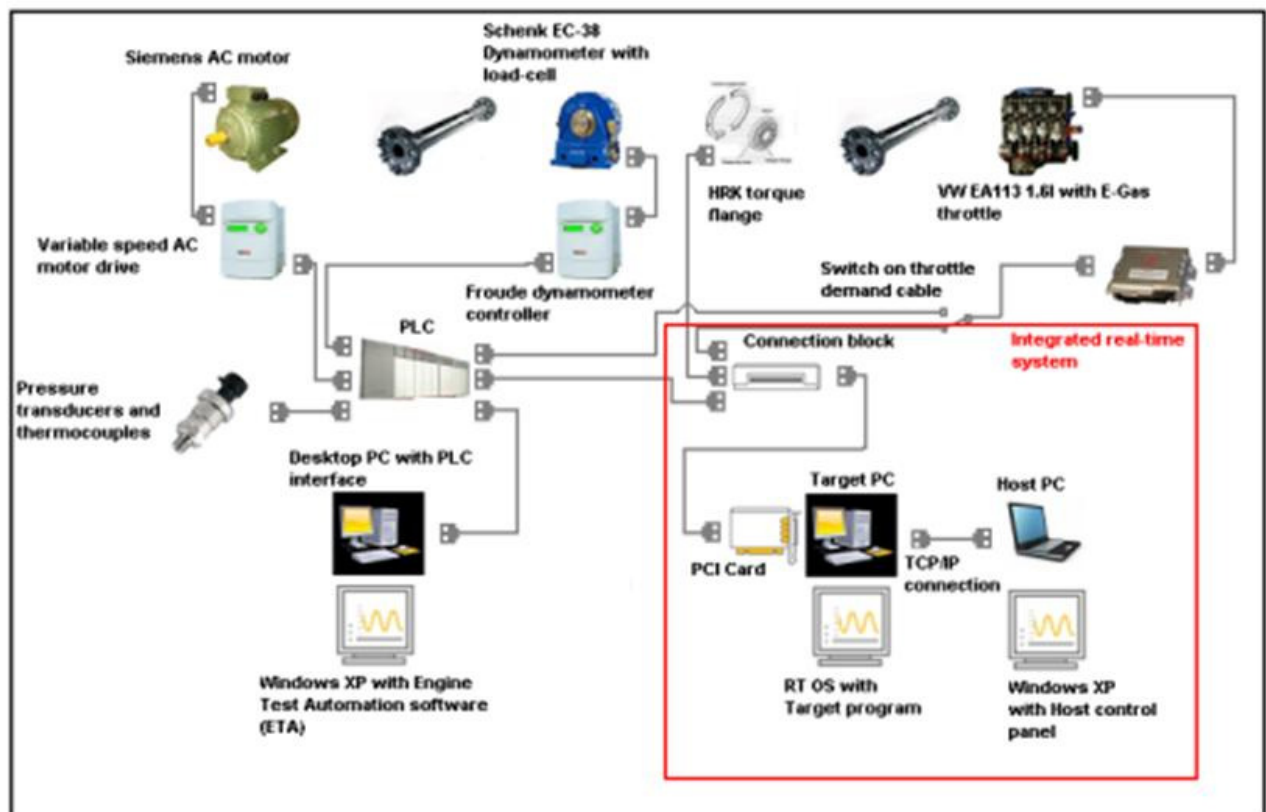 Siemens AC motor
Schenk EC-38
Dynamometer with
load-cell
HRK torque
flange
VW EA113 1.6l with E-Gas
throttle
Variable speed AC
motor drive
Froude dynamometer
controller
Switch on throttle
demand cable
PLC
Connection block
Integrated real-time
system
Pressure
transducers and
thermocouples
Desktop PC with PLC
interface
Target PC
Host PC
PCI Card
TCP/IP
connection
Windows XP with Engine
Test Automation software
(ETA)
RT OS with
Target program
Windows XP
with Host control
panel